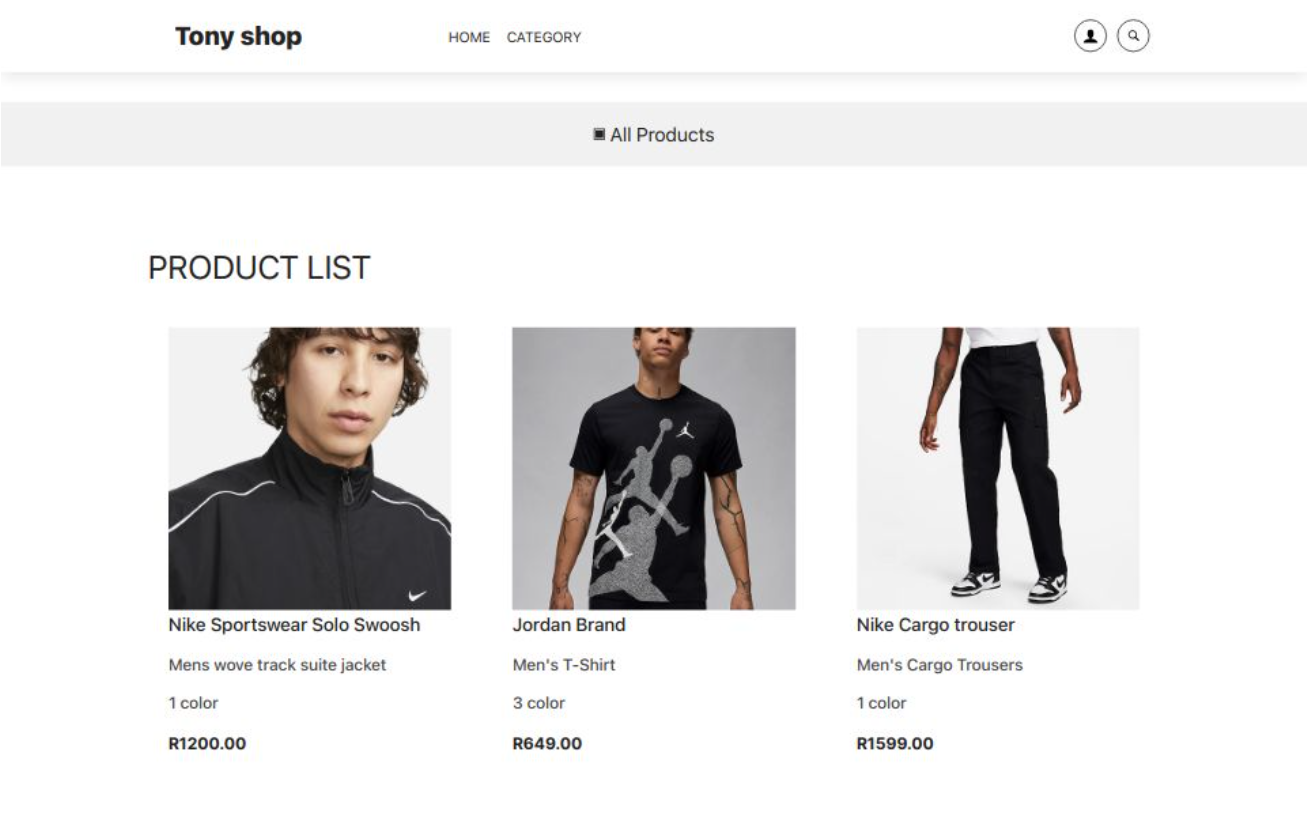 Tony shop
HOME CATEGORY
All Products
PRODUCT LIST
Nike Sportswear Solo Swoosh
Mens wove track suite jacket
1 color
R1200.00
Jordan Brand
Men's T-Shirt
3 color
R649.00
Nike Cargo trouser
Men's Cargo Trousers
1 color
R1599.00